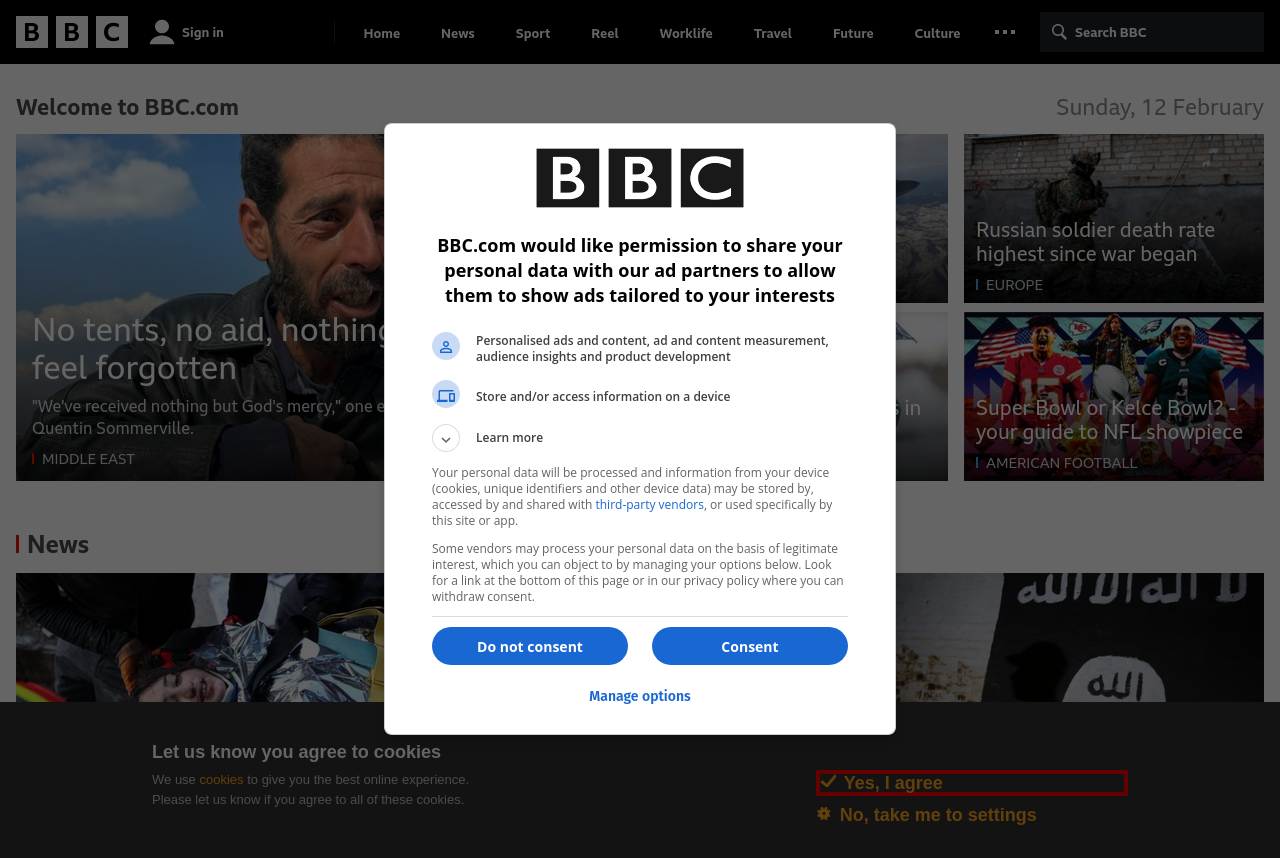 BBC
Sign in
Home
News
Sport
Reel
Worklife
Travel
Future
Culture
Search BBC
Welcome to BBC.com
Sunday, 12 February
No tents, no aid, nothing
feel forgotten
"We've received nothing but God's mercy," one
Quentin Sommerville.
MIDDLE EAST
in
Russian soldier death rate
highest since war began
EUROPE
Super Bowl or Kelce Bowl? -
your guide to NFL showpiece
AMERICAN FOOTBALL
BBC
BBC.com would like permission to share your
personal data with our ad partners to allow
them to show ads tailored to your interests
Personalised ads and content, ad and content measurement,
audience insights and product development
Store and/or access information on a device
Learn more
Your personal data will be processed and information from your device
(cookies, unique identifiers and other device data) may be stored by,
accessed by and shared with third-party vendors, or used specifically by
this site or app.
Some vendors may process your personal data on the basis of legitimate
interest, which you can object to by managing your options below. Look
for a link at the bottom of this page or in our privacy policy where you can
withdraw consent.
Do not consent
Consent
Manage options
News
الله
Let us know you agree to cookies
We use cookies to give you the best online experience.
Please let us know if you agree to all of these cookies.
Yes, I agree
No, take me to settings